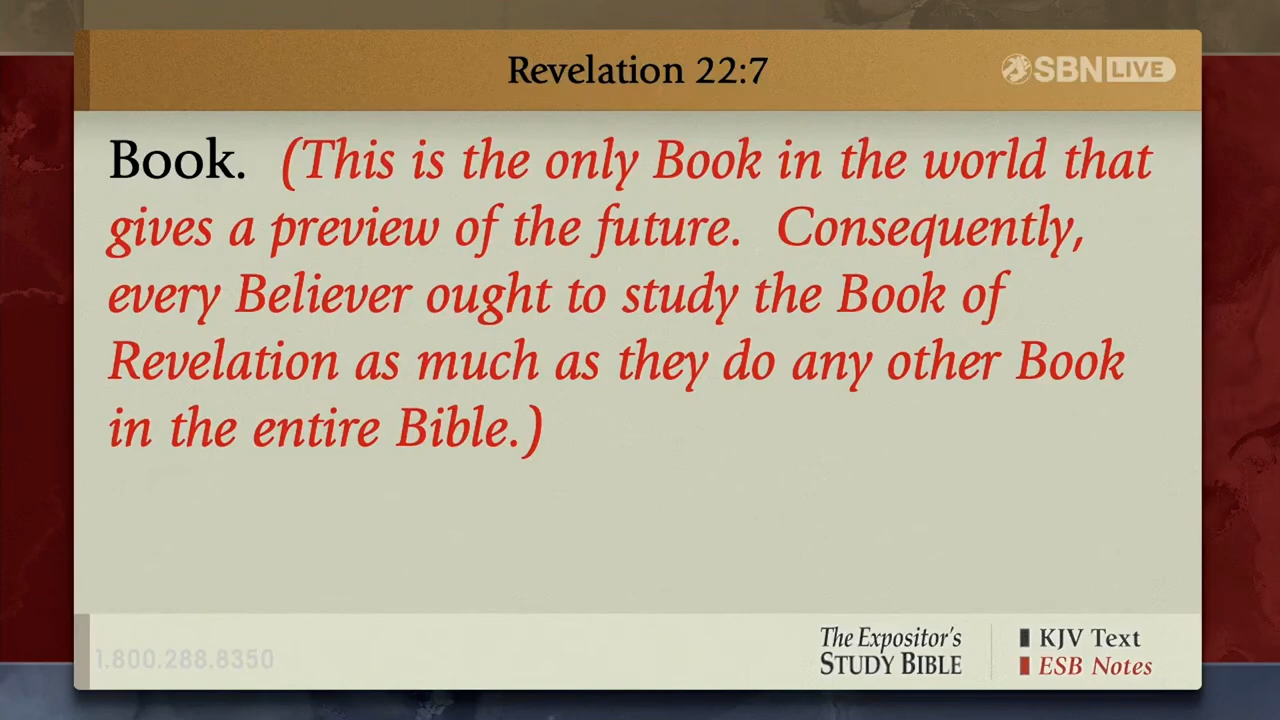 Revelation 22:7
SBN LIVE
Book. (This is the only Book in the world that
gives a preview of the future. Consequently,
every Believer ought to study the Book of
Revelation as much as they do any other Book
in the entire Bible.)
1.800.288.8350
The Expositor's
STUDY BIBLE
KJV Text
ESB Notes